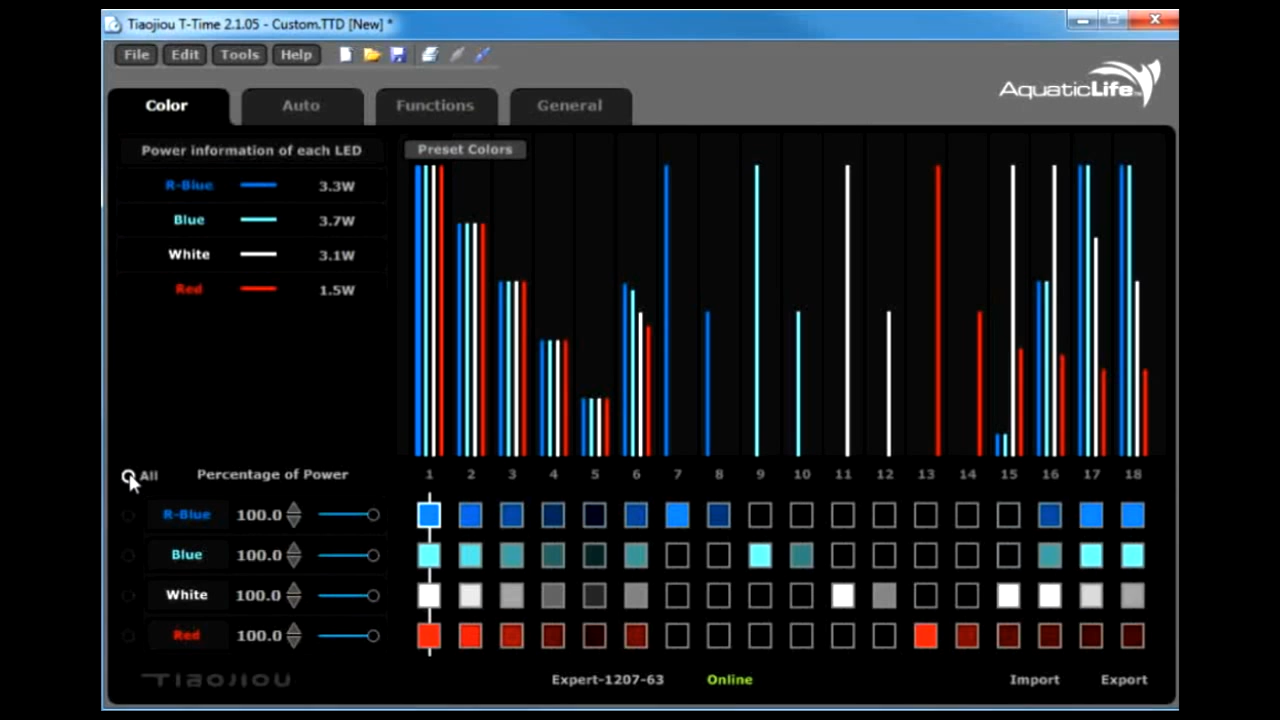 Tiaojiou T-Time 2.1.05 - Custom.TTD [New] *
File Edit Tools Help
AquaticLife
Color Auto Functions General
Power information of each LED
Preset Colors
R-Blue 3.3W
Blue 3.7W
White 3.1W
Red 1.5W
All Percentage of Power 1 2 3 4 5 6 7 8 9 10 11 12 13 14 15 16 17 18
R-Blue 100.0
Blue 100.0
White 100.0
Red 100.0
Tiaojiou Expert-1207-63 Online Import Export